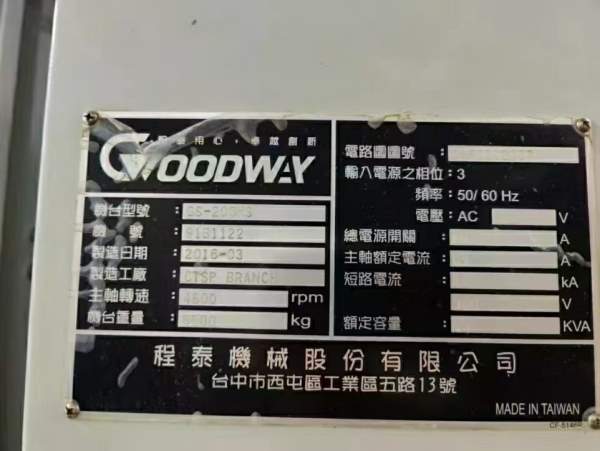 用心，卓越創新
GOODWAY
機台型號：GS-200MS
機 號：9161122
製造日期：2016-03
製造工廠：CTSP BRANCH
主軸轉速：4800 rpm
機台重量： kg
電路圖圖號：
輸入電源之相位：3
頻率：50/60 Hz
電壓：AC V
總電源開關： A
主軸額定電流： A
短路電流： kA
V
額定容量： KVA
程泰機械股份有限公司
台中市西屯區工業區五路13號
MADE IN TAIWAN